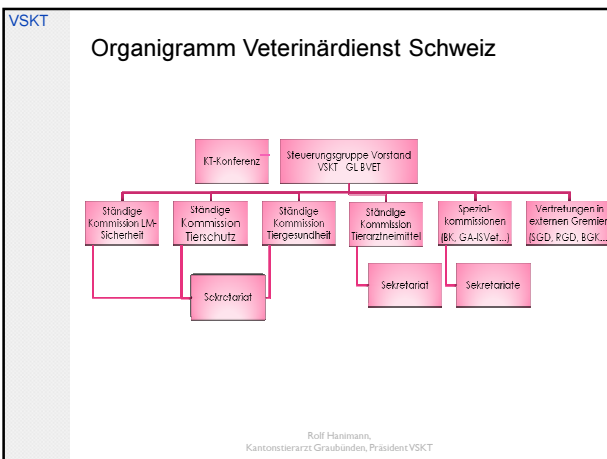 VSKT
Organigramm Veterinärdienst Schweiz
KT-Konferenz
Steuerungsgruppe Vorstand
VSKT GL BVET
Ständige
Kommission LM-
Sicherheit
Ständige
Kommission
Tierschutz
Ständige
Kommission
Tiergesundheit
Ständige
Kommission
Tierarzneimittel
Spezial-
kommissionen
(BK, GA-ISVet...)
Vertretungen in
externen Gremien
(SGD, RGD, BGK...
Sekretariat
Sekretariat
Sekretariate
Rolf Hanimann,
Kantonstierarzt Graubünden, Präsident VSKT